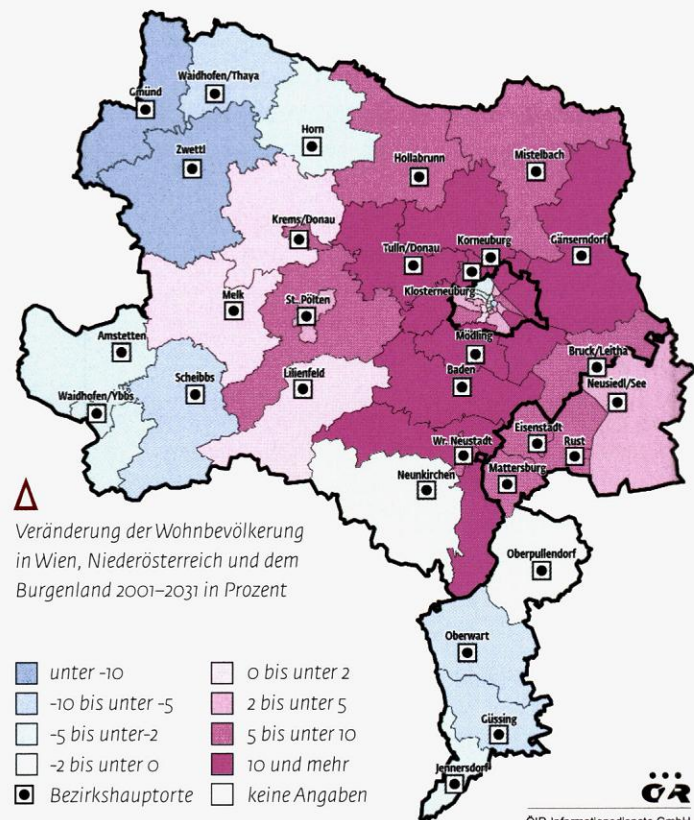 Waidhofen/Thaya
Gmünd
Horn
Zwettl
Hollabrunn
Mistelbach
Krems/Donau
Tulln/Donau
Korneuburg
Gänserndorf
Klosterneuburg
Melk
St. Pölten
Amstetten
Mödling
Bruck/Leitha
Scheibbs
Lilienfeld
Baden
Neusiedl/See
Waidhofen/Ybbs
Eisenstadt
Rust
Wr. Neustadt
Neunkirchen
Mattersburg
Veränderung der Wohnbevölkerung
in Wien, Niederösterreich und dem
Burgenland 2001–2031 in Prozent
Oberpullendorf
Oberwart
Güssing
Jennersdorf
unter -10
-10 bis unter -5
-5 bis unter-2
-2 bis unter 0
Bezirkshauptorte
0 bis unter 2
2 bis unter 5
5 bis unter 10
10 und mehr
keine Angaben
ÖIR
ÖIR-Informationsdienste GmbH